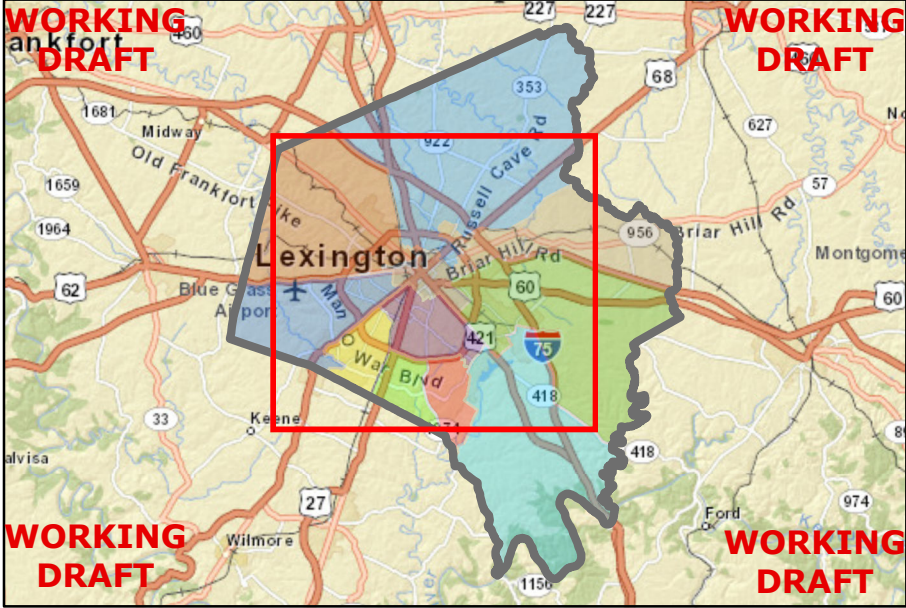 WORKING
DRAFT
WORKING
DRAFT
ankfort
460
227
227
68
353
1681
Midway
922
627
Old Frankfort Pike
Russell Cave Rd
1659
57
1964
956
Briar Hill Rd
Lexington
Briar Hill Rd
Montgome
62
Blue Grass
Airport
Man
60
60
421
75
O War Blvd
418
33
Keene
418
alvisa
27
974
Ford
WORKING
DRAFT
Wilmore
WORKING
DRAFT
1156